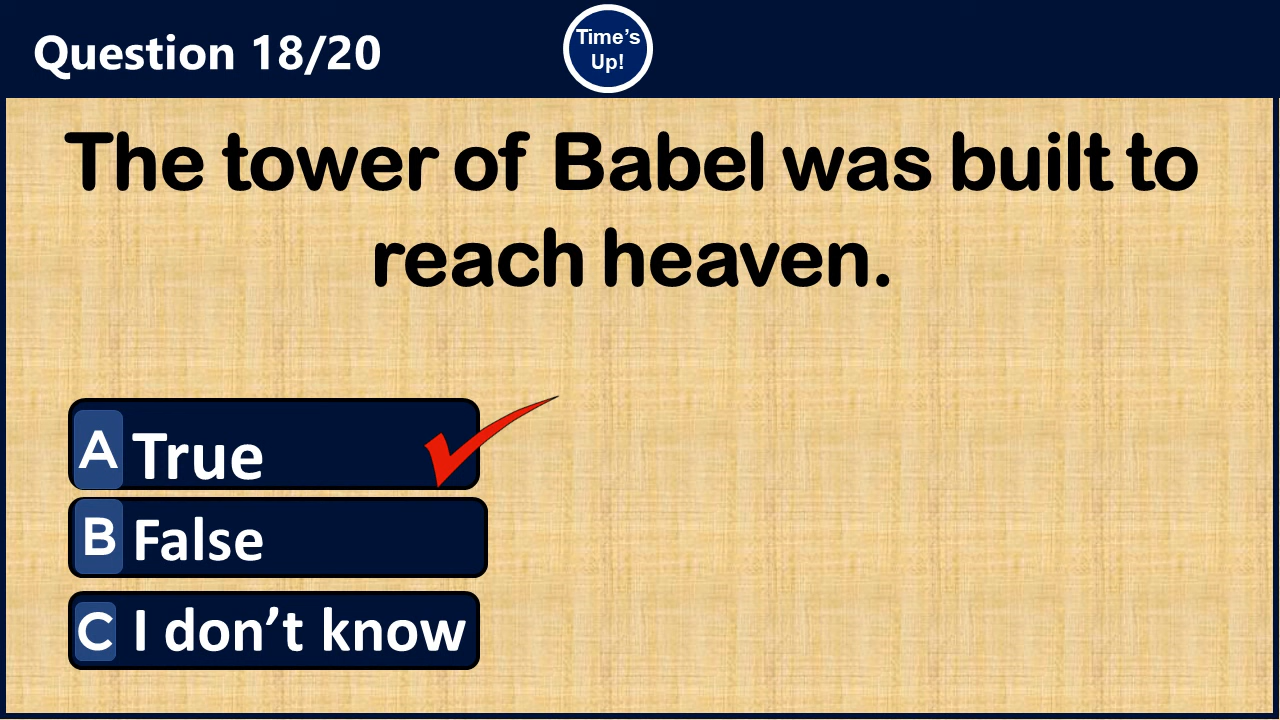 Question 18/20
Time’s
Up!
The tower of Babel was built to
reach heaven.
A True
B False
C I don’t know